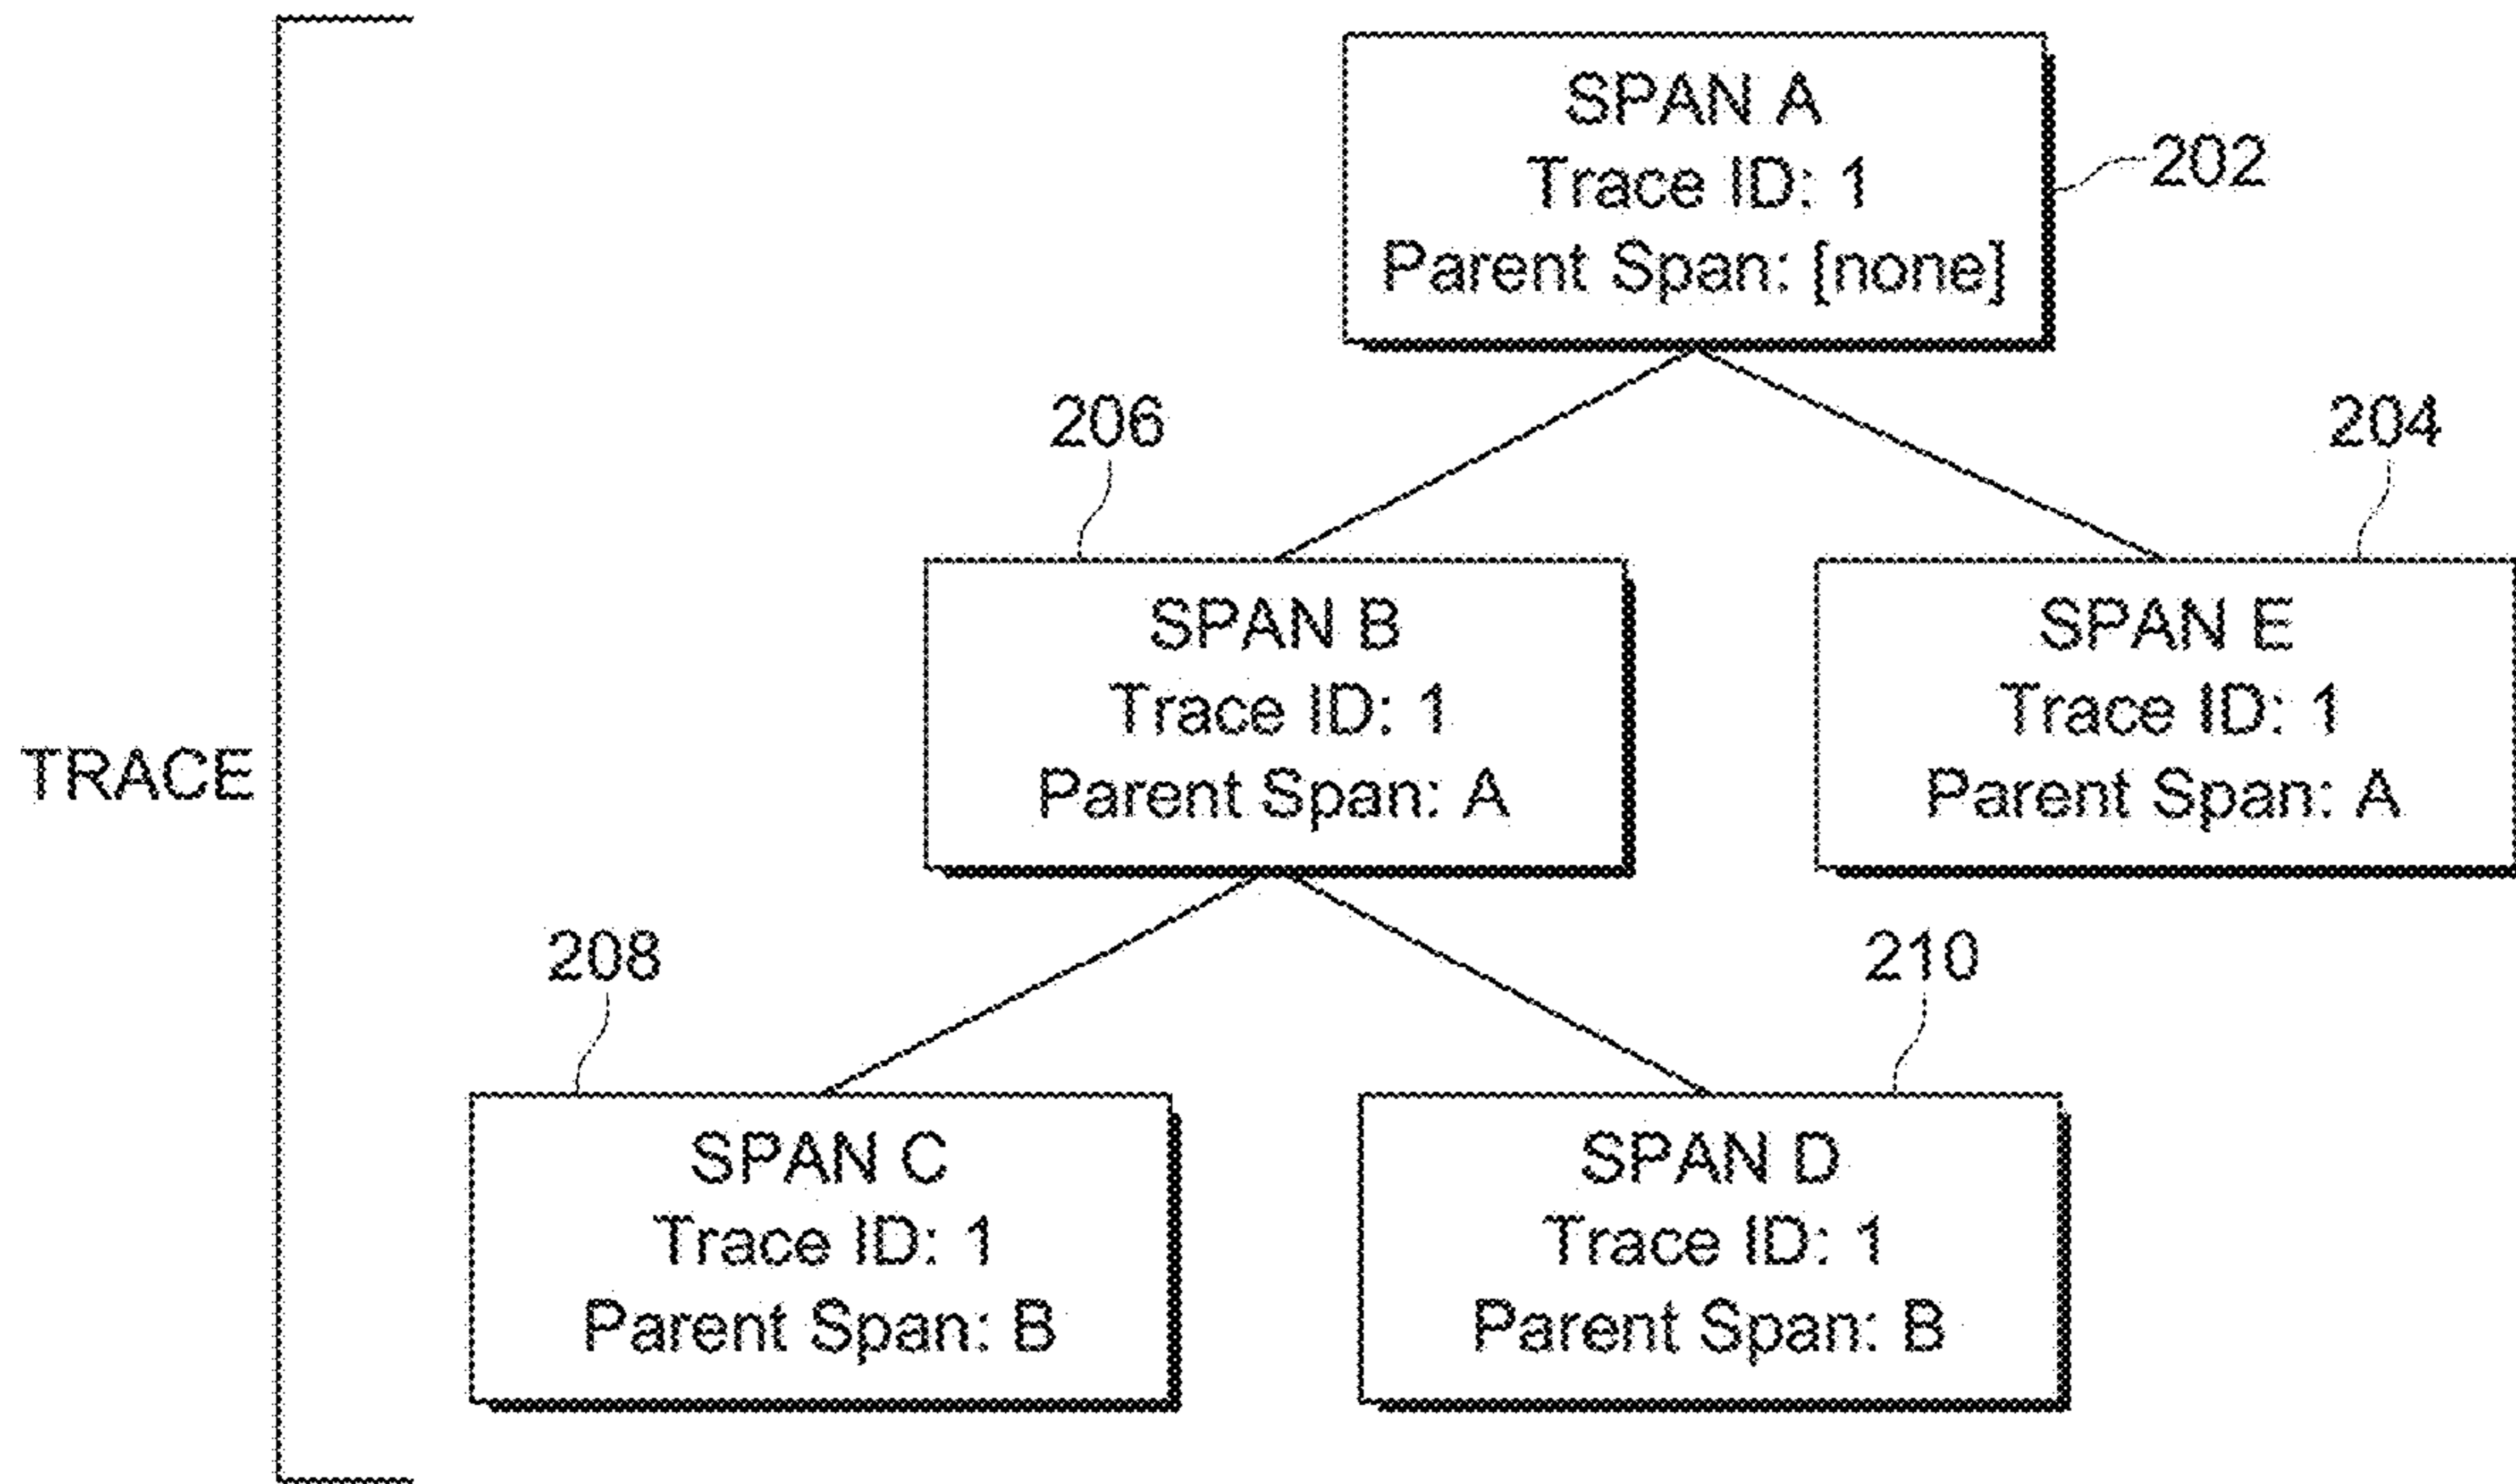 SPAN A
Trace ID: 1
Parent Span: [none]
202
206
204
SPAN B
Trace ID: 1
Parent Span: A
SPAN E
Trace ID: 1
Parent Span: A
TRACE
208
210
SPAN C
Trace ID: 1
Parent Span: B
SPAN D
Trace ID: 1
Parent Span: B